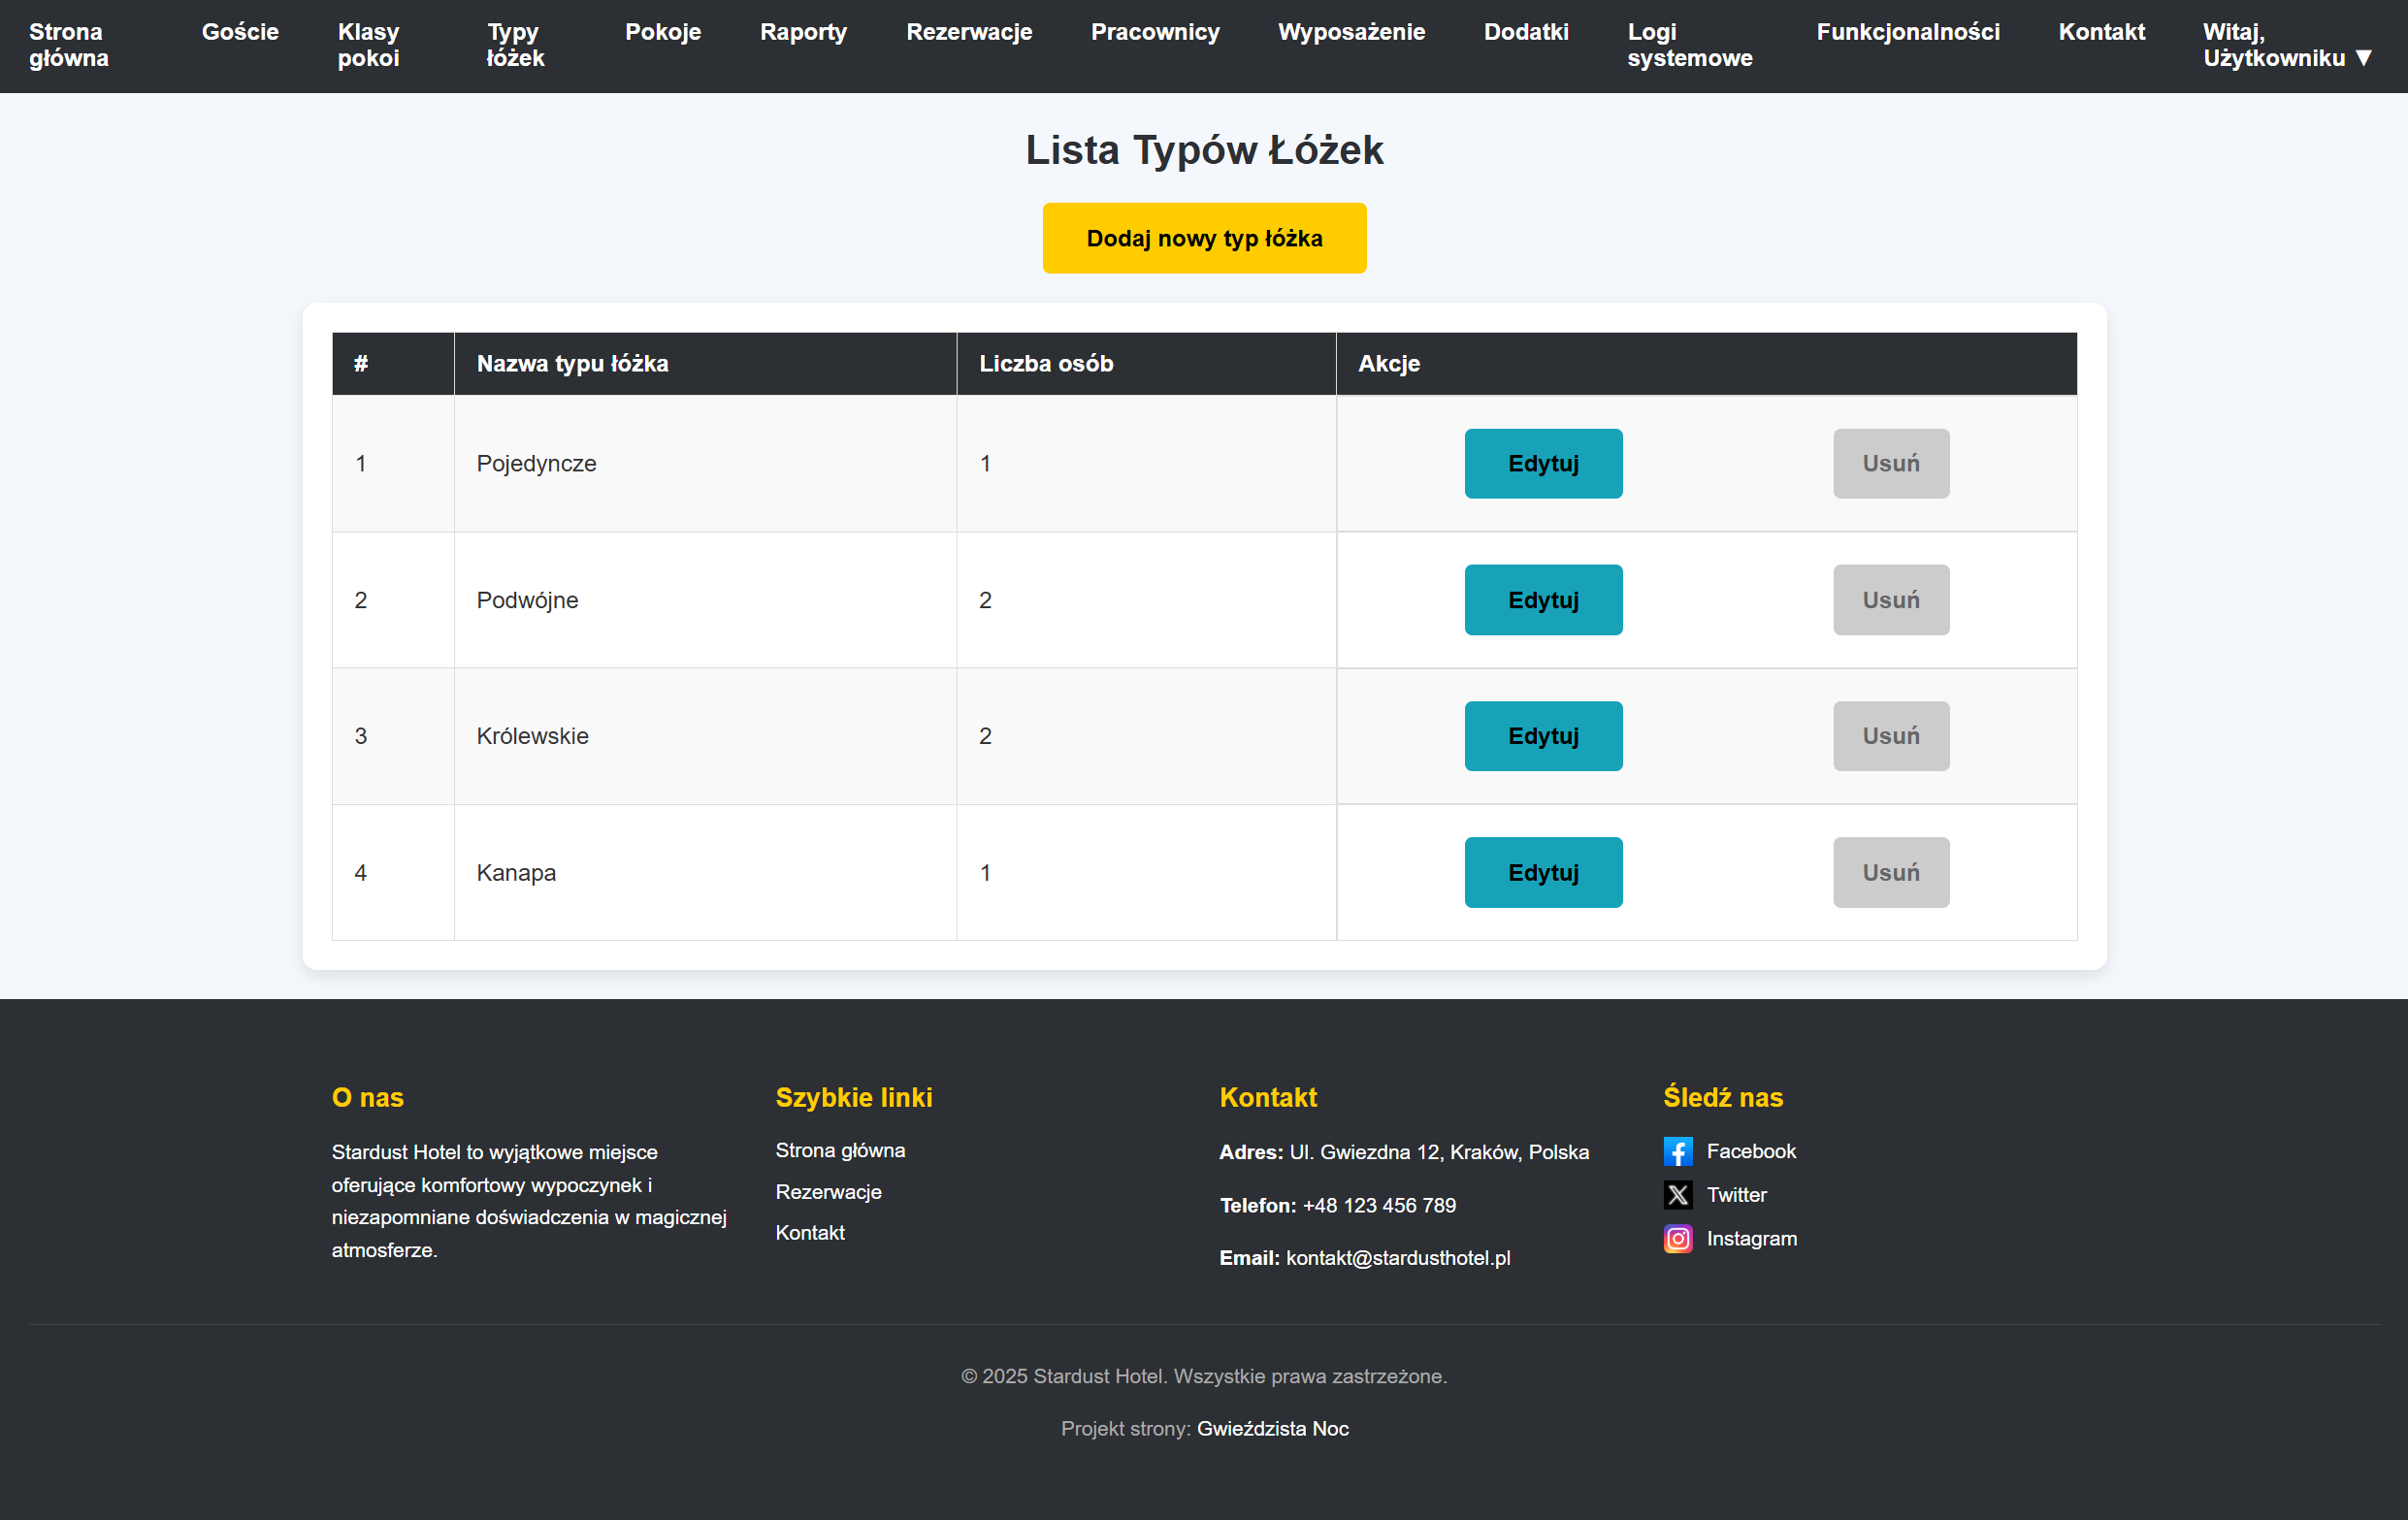 Strona główna
Goście
Klasy pokoi
Typy łóżek
Pokoje
Raporty
Rezerwacje
Pracownicy
Wyposażenie
Dodatki
Logi systemowe
Funkcjonalności
Kontakt
Witaj, Użytkowniku ▼
Lista Typów Łóżek
Dodaj nowy typ łóżka
# Nazwa typu łóżka Liczba osób Akcje
1 Pojedyncze 1 Edytuj Usuń
2 Podwójne 2 Edytuj Usuń
3 Królewskie 2 Edytuj Usuń
4 Kanapa 1 Edytuj Usuń
O nas
Stardust Hotel to wyjątkowe miejsce
oferujące komfortowy wypoczynek i
niezapomniane doświadczenia w magicznej
atmosferze.
Szybkie linki
Strona główna
Rezerwacje
Kontakt
Kontakt
Adres: Ul. Gwiezdna 12, Kraków, Polska
Telefon: +48 123 456 789
Email: kontakt@stardusthotel.pl
Śledź nas
Facebook
Twitter
Instagram
© 2025 Stardust Hotel. Wszystkie prawa zastrzeżone.
Projekt strony: Gwieździsta Noc